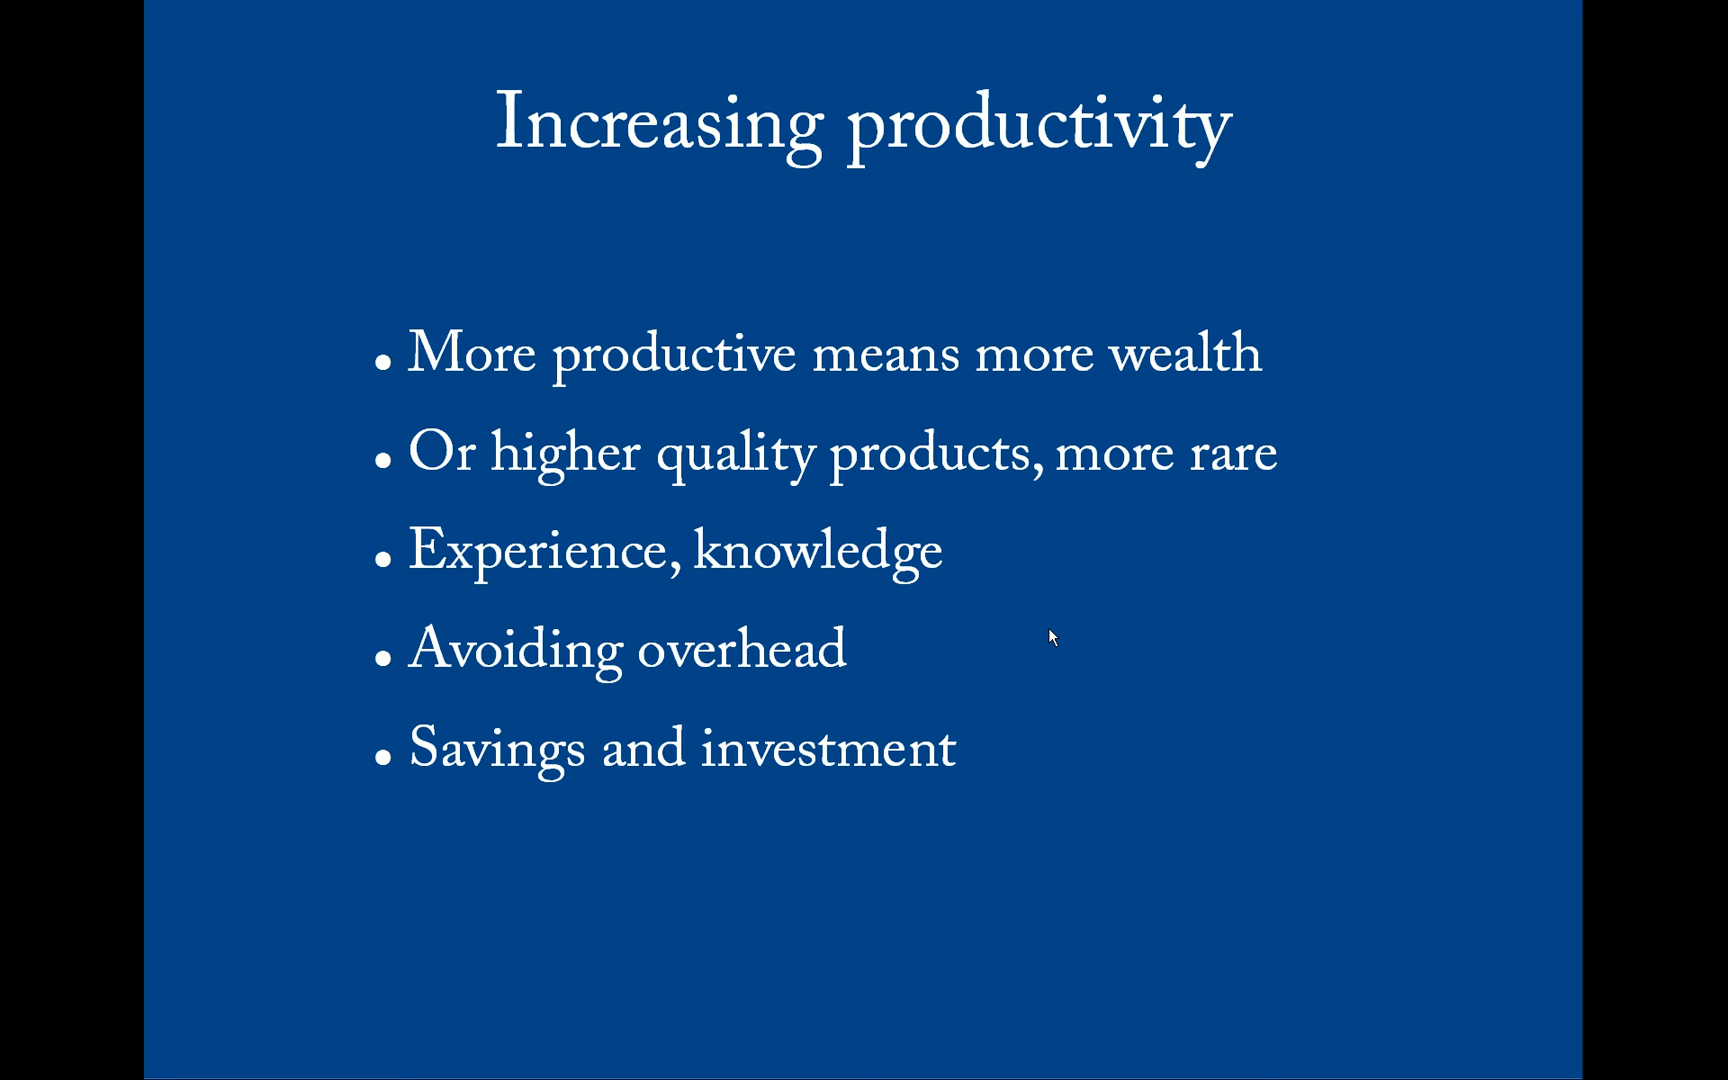 Increasing productivity
• More productive means more wealth
• Or higher quality products, more rare
• Experience, knowledge
• Avoiding overhead
• Savings and investment